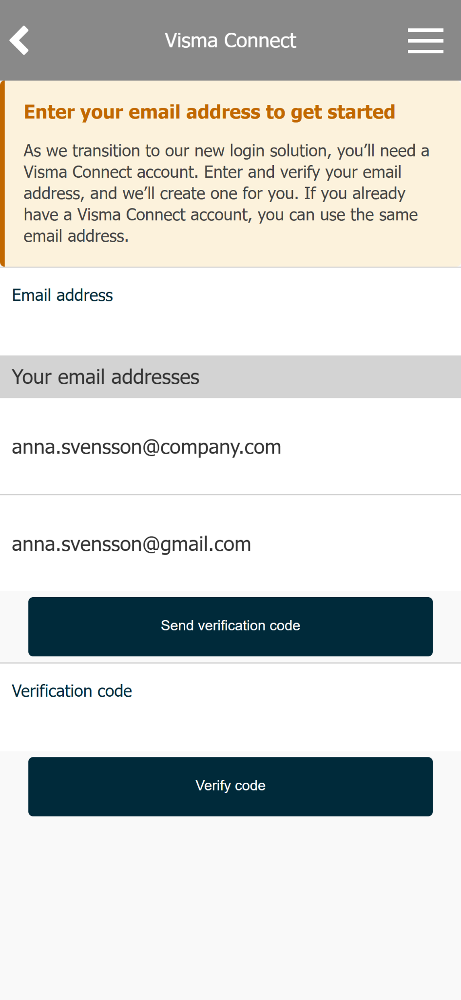 Visma Connect
Enter your email address to get started
As we transition to our new login solution, you’ll need a
Visma Connect account. Enter and verify your email
address, and we’ll create one for you. If you already
have a Visma Connect account, you can use the same
email address.
Email address
Your email addresses
anna.svensson@company.com
anna.svensson@gmail.com
Send verification code
Verification code
Verify code